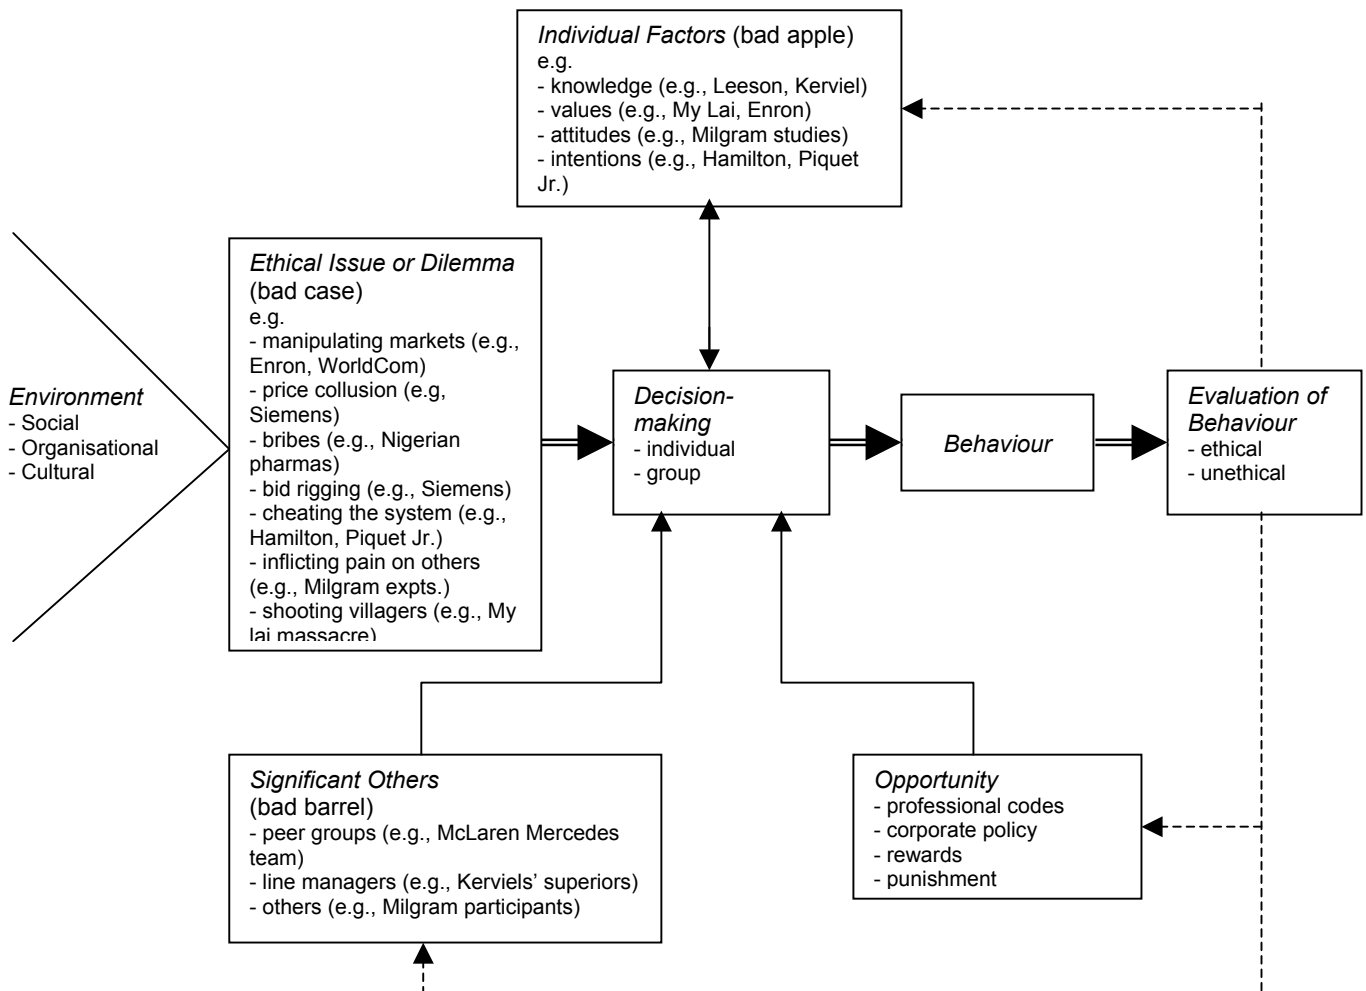 Individual Factors (bad apple)
e.g.
- knowledge (e.g., Leeson, Kerviel)
- values (e.g., My Lai, Enron)
- attitudes (e.g., Milgram studies)
- intentions (e.g., Hamilton, Piquet
Jr.)
Environment
- Social
- Organisational
- Cultural
Ethical Issue or Dilemma
(bad case)
e.g.
- manipulating markets (e.g.,
Enron, WorldCom)
- price collusion (e.g,
Siemens)
- bribes (e.g., Nigerian
pharmas)
- bid rigging (e.g., Siemens)
- cheating the system (e.g.,
Hamilton, Piquet Jr.)
- inflicting pain on others
(e.g., Milgram expts.)
- shooting villagers (e.g., My
lai massacre)
Decision-
making
- individual
- group
Behaviour
Evaluation of
Behaviour
- ethical
- unethical
Significant Others
(bad barrel)
- peer groups (e.g., McLaren Mercedes
team)
- line managers (e.g., Kerviels’ superiors)
- others (e.g., Milgram participants)
Opportunity
- professional codes
- corporate policy
- rewards
- punishment